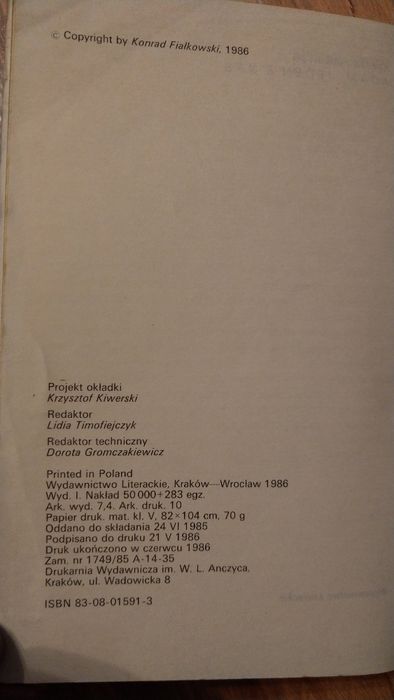 © Copyright by Konrad Fiałkowski, 1986
Projekt okładki
Krzysztof Kiwerski
Redaktor
Lidia Timofiejczyk
Redaktor techniczny
Dorota Gromczakiewicz
Printed in Poland
Wydawnictwo Literackie, Kraków—Wrocław 1986
Wyd. I. Nakład 50 000+283 egz.
Ark. wyd. 7,4. Ark. druk. 10
Papier druk. mat. kl. V, 82×104 cm, 70 g
Oddano do składania 24 VI 1985
Podpisano do druku 21 V 1986
Druk ukończono w czerwcu 1986
Zam. nr 1749/85 A-14-35
Drukarnia Wydawnicza im. W. L. Anczyca,
Kraków, ul. Wadowicka 8
ISBN 83-08-01591-3